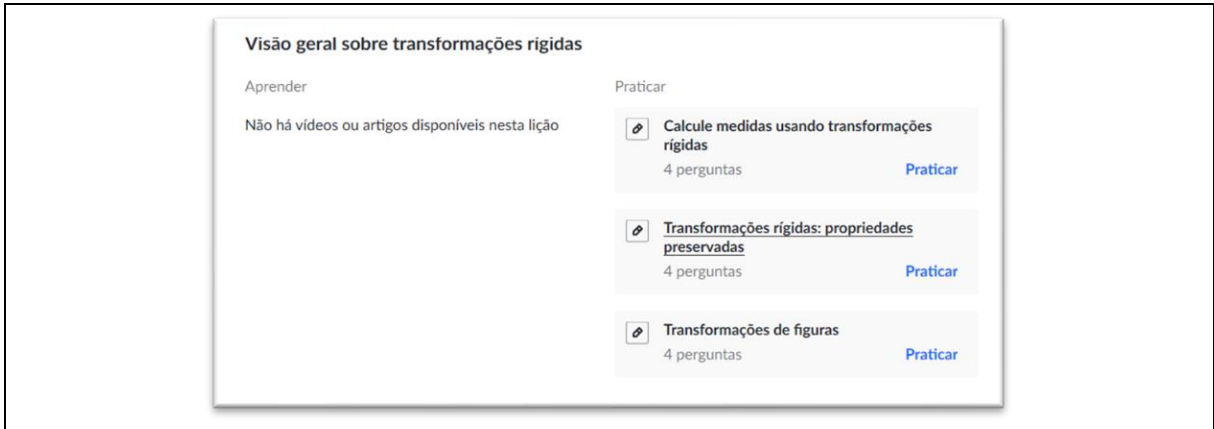 Visão geral sobre transformações rígidas
Aprender
Não há vídeos ou artigos disponíveis nesta lição
Praticar
Calcule medidas usando transformações
rígidas
4 perguntas
Praticar
Transformações rígidas: propriedades
preservadas
4 perguntas
Praticar
Transformações de figuras
4 perguntas
Praticar